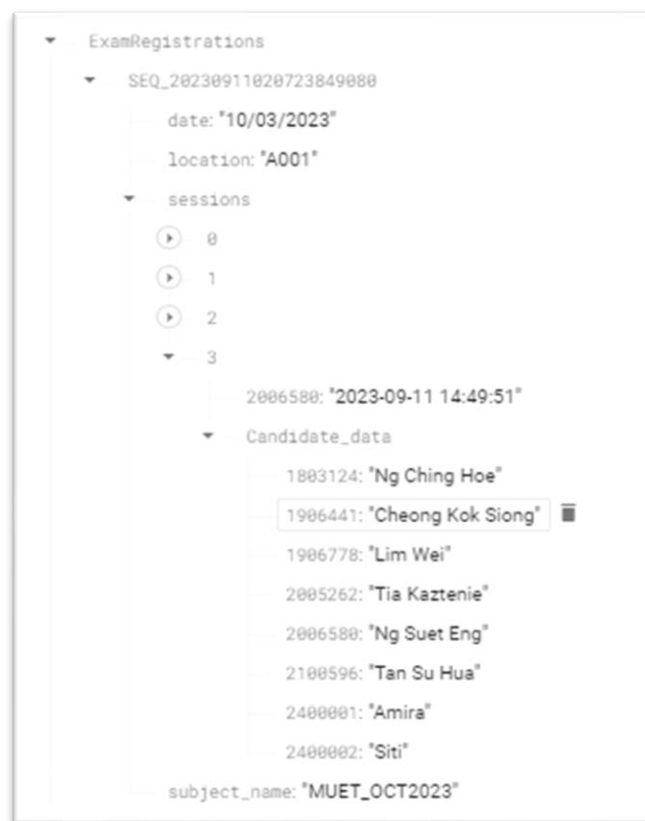 ExamRegistrations
SEQ_20230911020723849080
date: "10/03/2023"
location: "A001"
sessions
0
1
2
3
2006580: "2023-09-11 14:49:51"
Candidate_data
1803124: "Ng Ching Hoe"
1906441: "Cheong Kok Siong"
1906778: "Lim Wei"
2005262: "Tia Kaztenie"
2006580: "Ng Suet Eng"
2100596: "Tan Su Hua"
2400001: "Amira"
2400002: "Siti"
subject_name: "MUET_OCT2023"